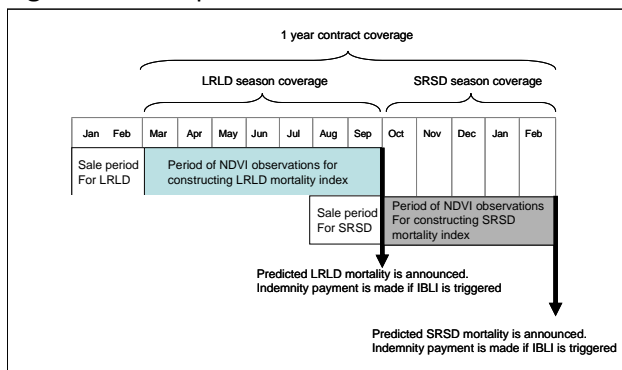 1 year contract coverage
LRLD season coverage
SRSD season coverage
Jan Feb Mar Apr May Jun Jul Aug Sep Oct Nov Dec Jan Feb
Sale period
For LRLD
Period of NDVI observations for
constructing LRLD mortality index
Sale period
For SRSD
Period of NDVI observations
For constructing SRSD
mortality index
Predicted LRLD mortality is announced.
Indemnity payment is made if IBLI is triggered
Predicted SRSD mortality is announced.
Indemnity payment is made if IBLI is triggered